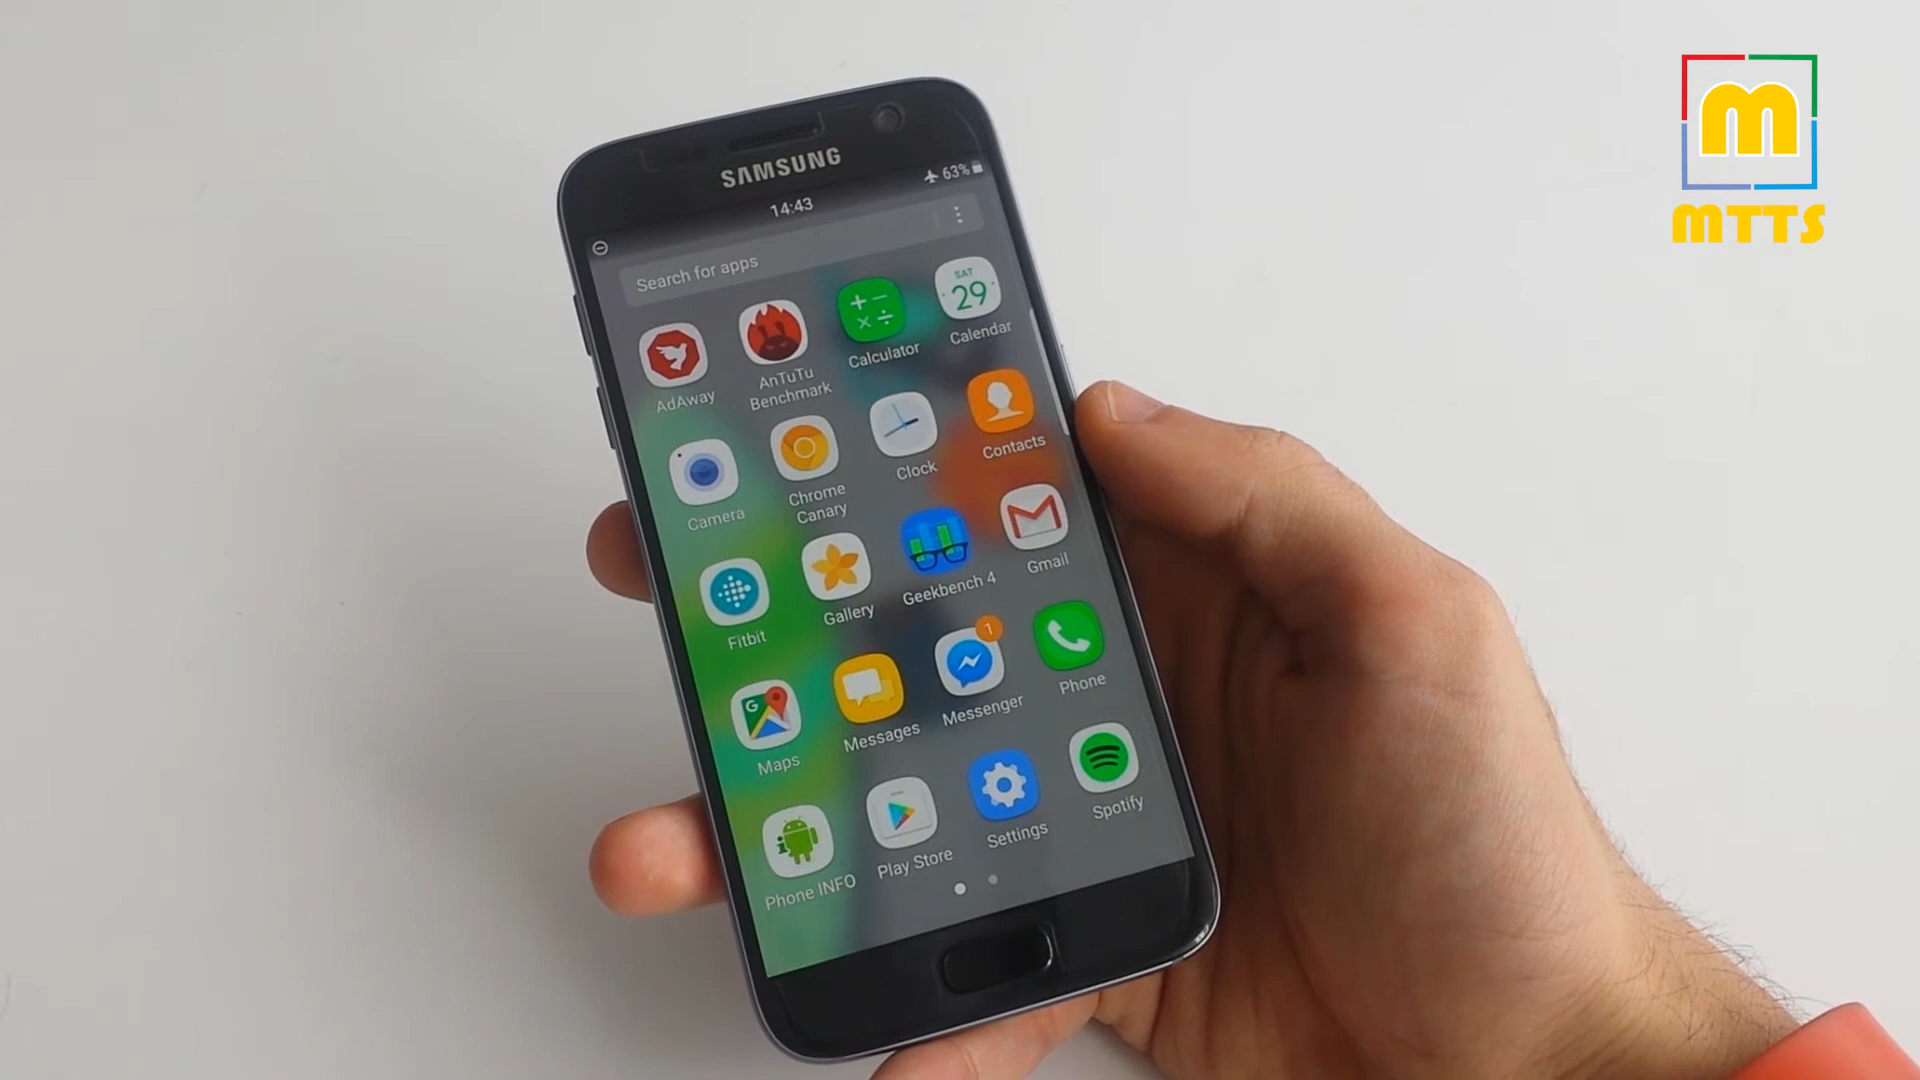 m
MTTS
SAMSUNG
63%
14:43
Search for apps
SAT
29
AdAway
AnTuTu
Benchmark
Calculator
Calendar
Camera
Chrome
Canary
Clock
Contacts
Fitbit
Gallery
Geekbench 4
Gmail
G
1
Maps
Messages
Messenger
Phone
i
Phone INFO
Play Store
Settings
Spotify